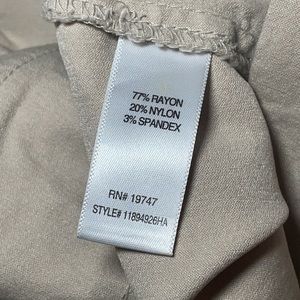 77% RAYON
20% NYLON
3% SPANDEX
RN# 19747
STYLE# 11894926HA